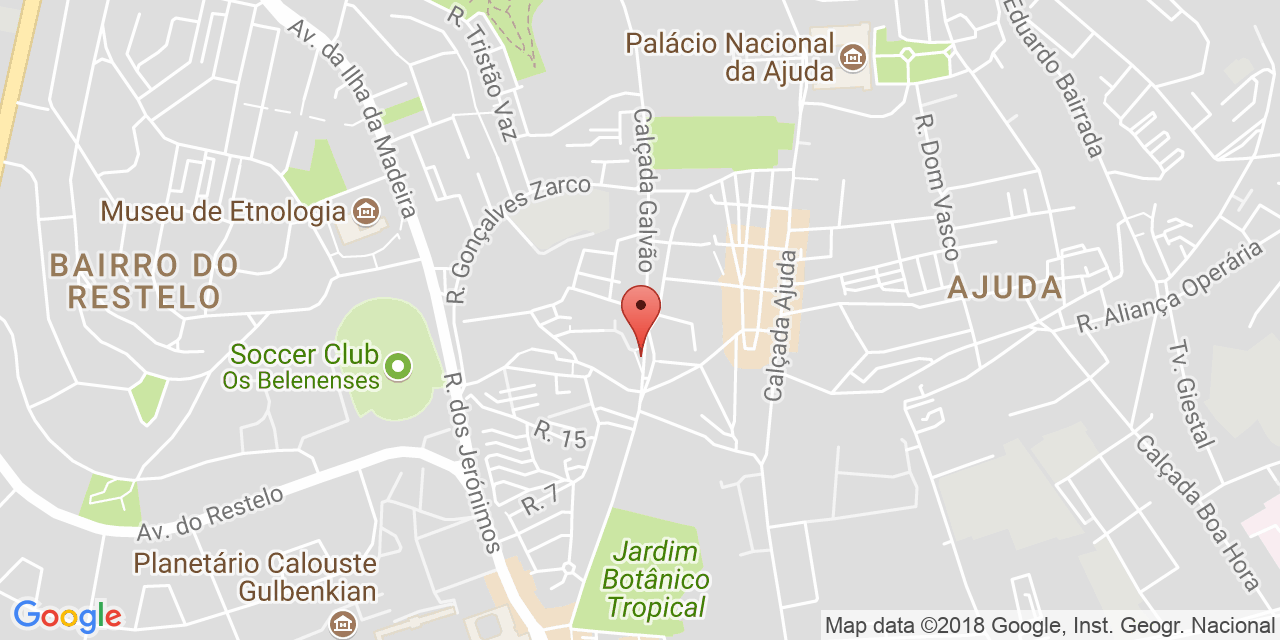 R. Tristão Vaz
Av. da Ilha da Madeira
Palácio Nacional
da Ajuda
Eduardo Bairrada
Calçada Galvão
R. Dom Vasco
R. Gonçalves Zarco
Museu de Etnologia
BAIRRO DO
RESTELO
Calçada Ajuda
AJUDA
R. Aliança Operária
Soccer Club
Os Belenenses
Tv. Giestal
R. dos Jerónimos
R. 15
R. 7
Calçada Boa Hora
Av. do Restelo
Planetário Calouste
Gulbenkian
Jardim
Botânico
Tropical
Google
Map data ©2018 Google, Inst. Geogr. Nacional